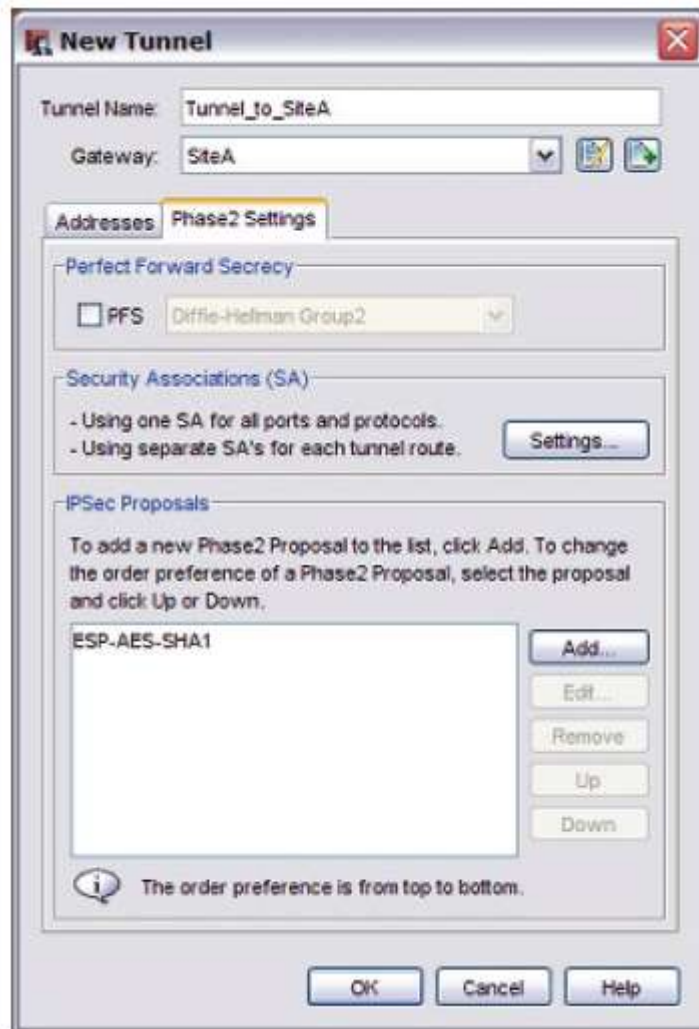 New Tunnel
Tunnel Name: Tunnel_to_SiteA
Gateway: SiteA
Addresses Phase2 Settings
Perfect Forward Secrecy
PFS Diffie-Hellman Group2
Security Associations (SA)
- Using one SA for all ports and protocols.
- Using separate SA's for each tunnel route.
Settings...
IPSec Proposals
To add a new Phase2 Proposal to the list, click Add. To change
the order preference of a Phase2 Proposal, select the proposal
and click Up or Down.
ESP-AES-SHA1
Add...
Edit...
Remove
Up
Down
The order preference is from top to bottom.
OK Cancel Help